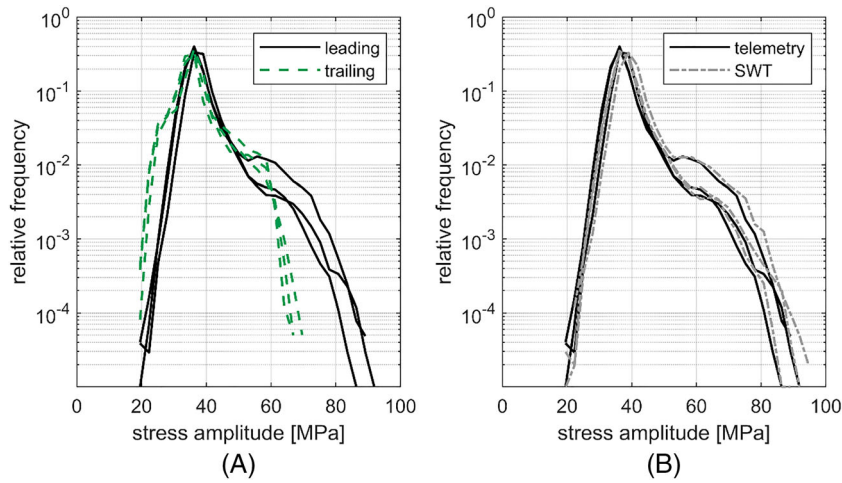 10^0
10^-1
10^-2
10^-3
10^-4
relative frequency
leading
trailing
0 20 40 60 80 100
stress amplitude [MPa]
(A)
10^0
10^-1
10^-2
10^-3
10^-4
relative frequency
telemetry
SWT
0 20 40 60 80 100
stress amplitude [MPa]
(B)